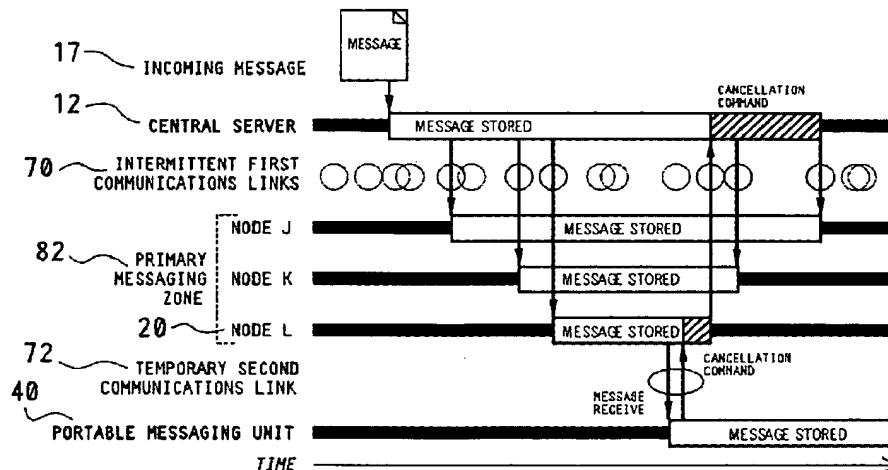 MESSAGE
17
INCOMING MESSAGE
12
CANCELLATION
COMMAND
CENTRAL SERVER
MESSAGE STORED
70
INTERMITTENT FIRST
COMMUNICATIONS LINKS
NODE J
MESSAGE STORED
82
PRIMARY
MESSAGING
ZONE
NODE K
MESSAGE STORED
20
NODE L
MESSAGE STORED
72
TEMPORARY SECOND
COMMUNICATIONS LINK
CANCELLATION
COMMAND
MESSAGE
RECEIVE
40
PORTABLE MESSAGING UNIT
MESSAGE STORED
TIME